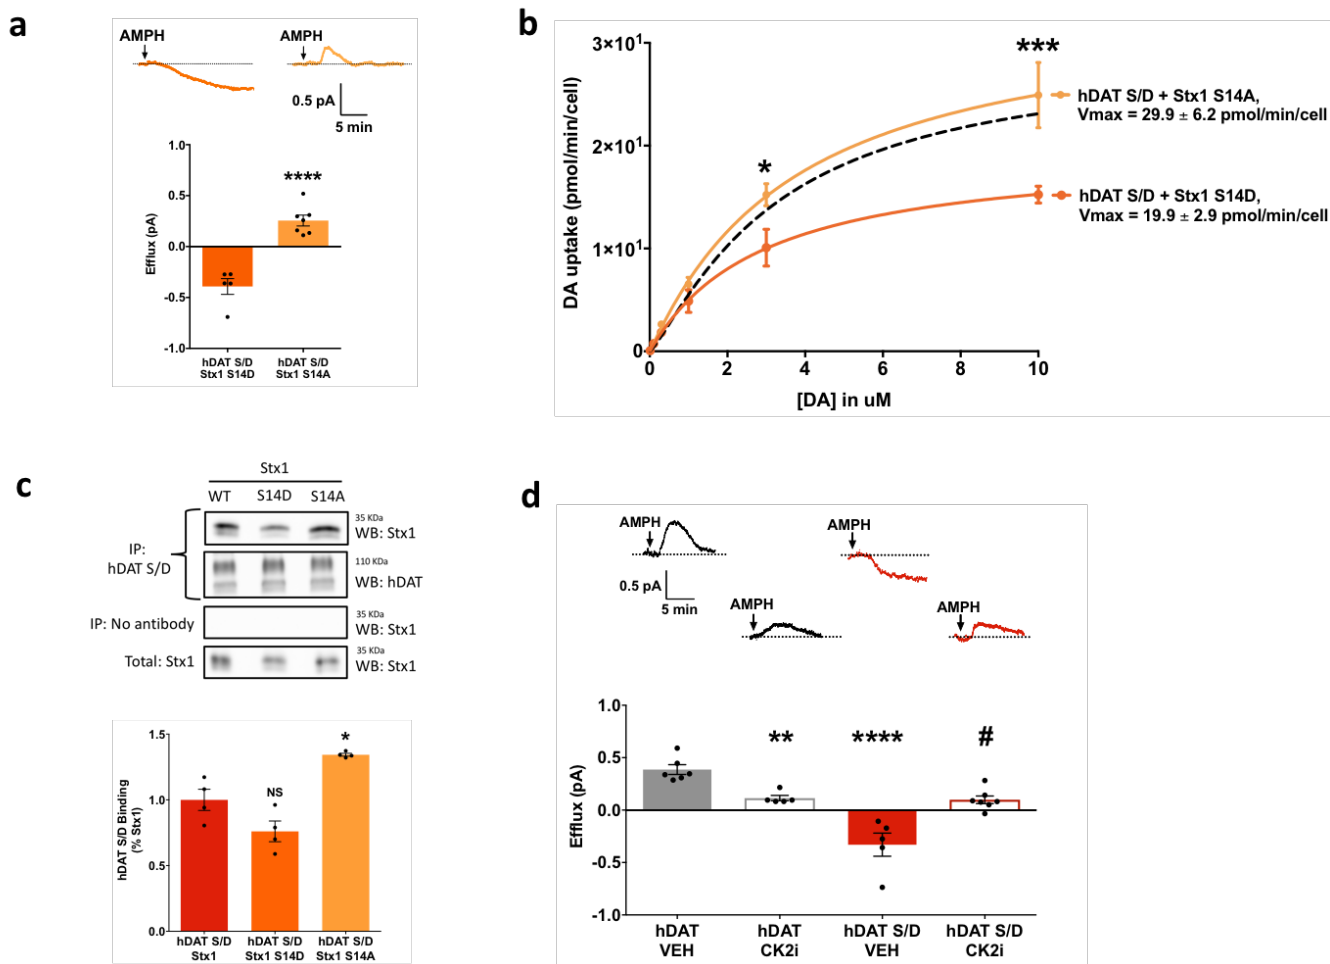 a
AMPH
AMPH
0.5 pA
5 min
1.0
0.5
0.0
-0.5
-1.0
Efflux (pA)
****
hDAT S/D
Stx1 S14D
hDAT S/D
Stx1 S14A
b
3×10¹
2×10¹
1×10¹
0
DA uptake (pmol/min/cell)
*
***
0
2
4
6
8
10
[DA] in uM
hDAT S/D + Stx1 S14A,
Vmax = 29.9 ± 6.2 pmol/min/cell
hDAT S/D + Stx1 S14D,
Vmax = 19.9 ± 2.9 pmol/min/cell
c
Stx1
WT
S14D
S14A
IP:
hDAT S/D
35 KDa
WB: Stx1
110 KDa
WB: hDAT
IP: No antibody
35 KDa
WB: Stx1
Total: Stx1
35 KDa
WB: Stx1
1.5
1.0
0.5
0.0
hDAT S/D Binding
(% Stx1)
NS
*
hDAT S/D
Stx1
hDAT S/D
Stx1 S14D
hDAT S/D
Stx1 S14A
d
AMPH
AMPH
0.5 pA
5 min
AMPH
AMPH
1.0
0.5
0.0
-0.5
-1.0
Efflux (pA)
**
****
#
hDAT
VEH
hDAT
CK2i
hDAT S/D
VEH
hDAT S/D
CK2i